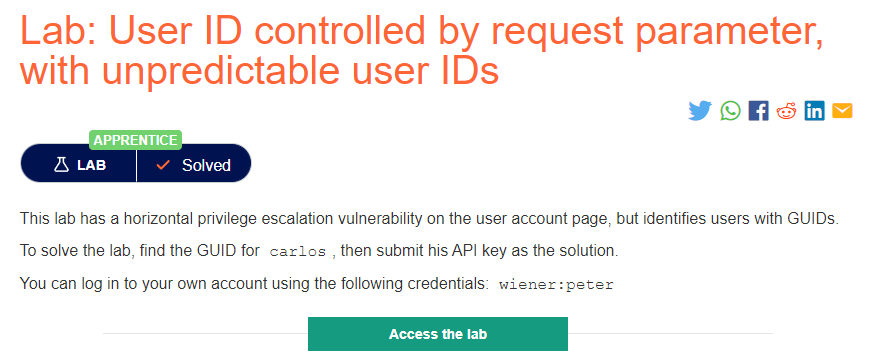 Lab: User ID controlled by request parameter,
with unpredictable user IDs
APPRENTICE
LAB
Solved
This lab has a horizontal privilege escalation vulnerability on the user account page, but identifies users with GUIDs.
To solve the lab, find the GUID for carlos , then submit his API key as the solution.
You can log in to your own account using the following credentials: wiener:peter
Access the lab